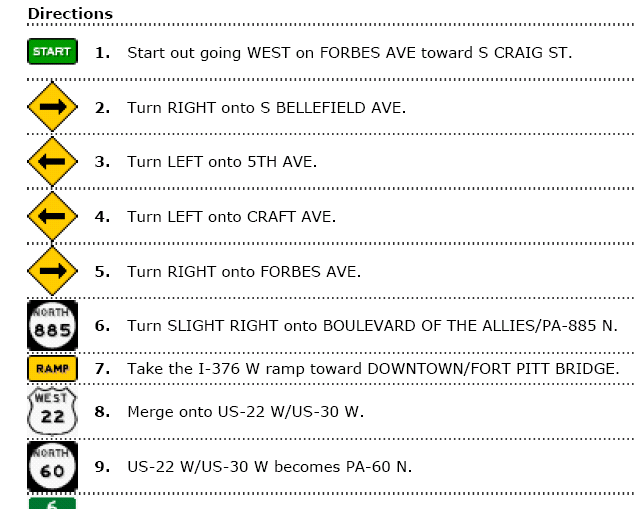 Directions
START 1. Start out going WEST on FORBES AVE toward S CRAIG ST.
2. Turn RIGHT onto S BELLEFIELD AVE.
3. Turn LEFT onto 5TH AVE.
4. Turn LEFT onto CRAFT AVE.
5. Turn RIGHT onto FORBES AVE.
NORTH
885 6. Turn SLIGHT RIGHT onto BOULEVARD OF THE ALLIES/PA-885 N.
RAMP 7. Take the I-376 W ramp toward DOWNTOWN/FORT PITT BRIDGE.
WEST
22 8. Merge onto US-22 W/US-30 W.
NORTH
60 9. US-22 W/US-30 W becomes PA-60 N.
6